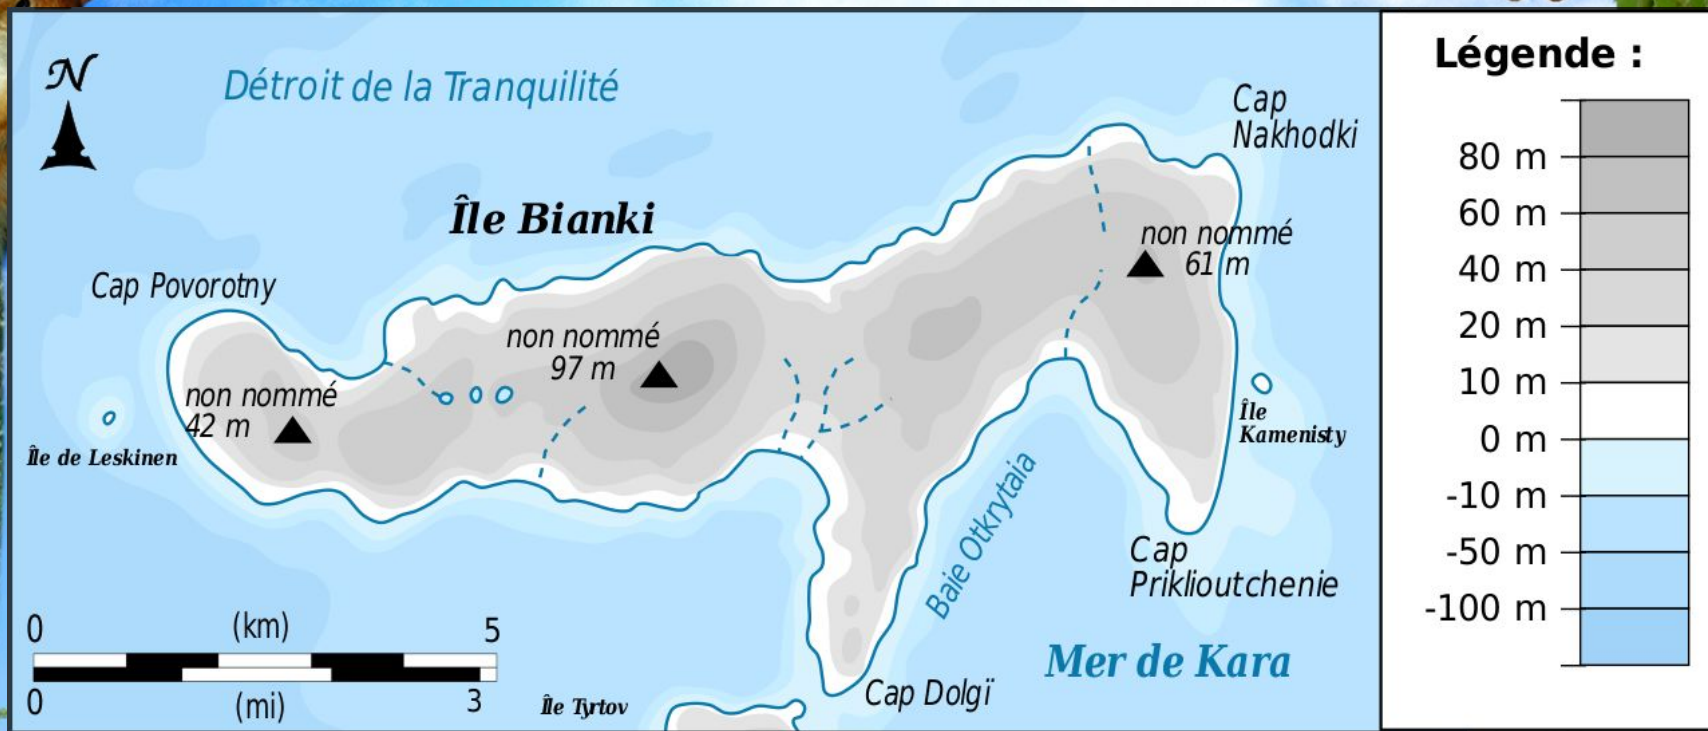 N
Détroit de la Tranquilité
Cap
Nakhodki
Île Bianki
non nommé
61 m
Cap Povorotny
non nommé
97 m
non nommé
42 m
Île
Kamenisty
Île de Leskinen
Baie Otkrytaia
Cap
Priklioutchenie
0 (km) 5
0 (mi) 3
Mer de Kara
Île Tyrtov
Cap Dolgï
Légende :
80 m
60 m
40 m
20 m
10 m
0 m
-10 m
-50 m
-100 m